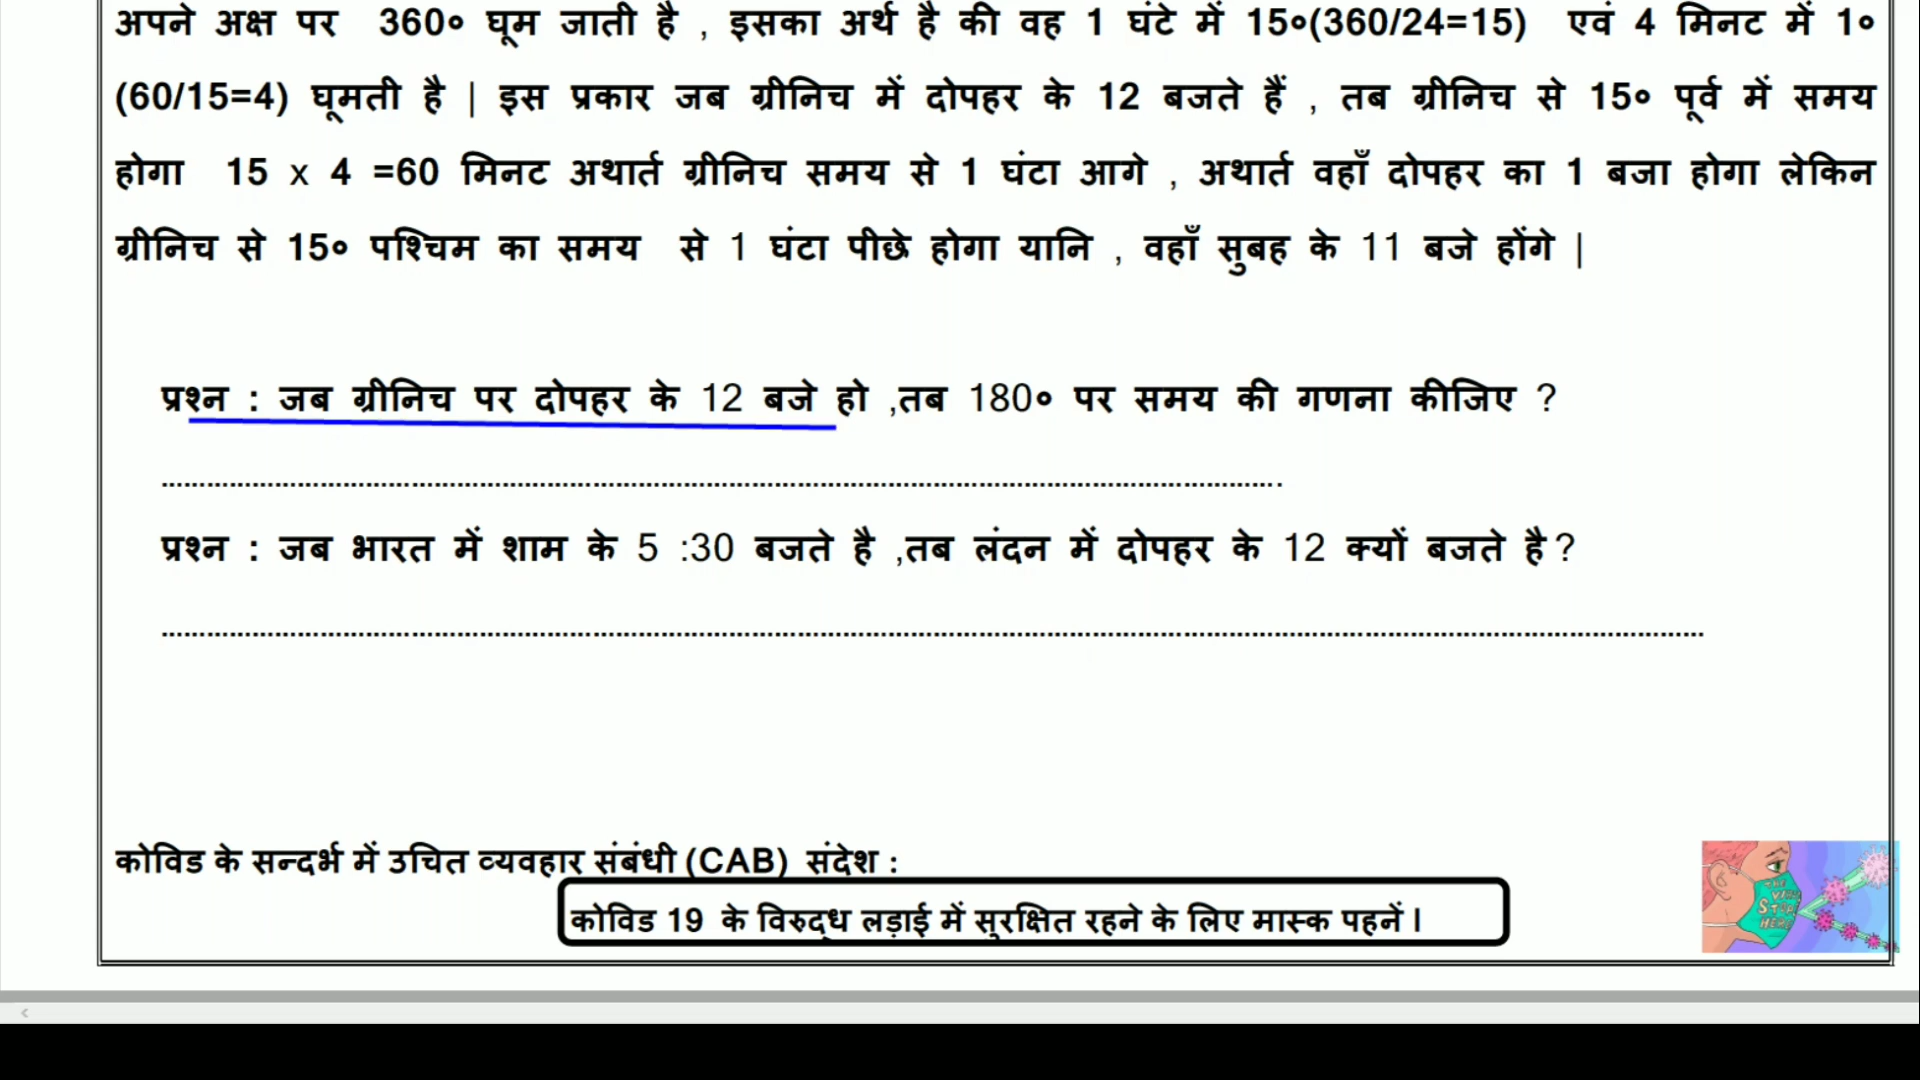 अपने अक्ष पर 360० घूम जाती है , इसका अर्थ है की वह 1 घंटे में 15०(360/24=15) एवं 4 मिनट में 1०
(60/15=4) घूमती है | इस प्रकार जब ग्रीनिच में दोपहर के 12 बजते हैं , तब ग्रीनिच से 15० पूर्व में समय
होगा 15 x 4 =60 मिनट अथार्त ग्रीनिच समय से 1 घंटा आगे , अथार्त वहाँ दोपहर का 1 बजा होगा लेकिन
ग्रीनिच से 15० पश्चिम का समय से 1 घंटा पीछे होगा यानि , वहाँ सुबह के 11 बजे होंगे |
प्रश्न : जब ग्रीनिच पर दोपहर के 12 बजे हो ,तब 180० पर समय की गणना कीजिए ?
प्रश्न : जब भारत में शाम के 5 :30 बजते है ,तब लंदन में दोपहर के 12 क्यों बजते है?
कोविड के सन्दर्भ में उचित व्यवहार संबंधी (CAB) संदेश :
कोविड 19 के विरुद्ध लड़ाई में सुरक्षित रहने के लिए मास्क पहनें।
THE
VIRUS
STOPS
HERE